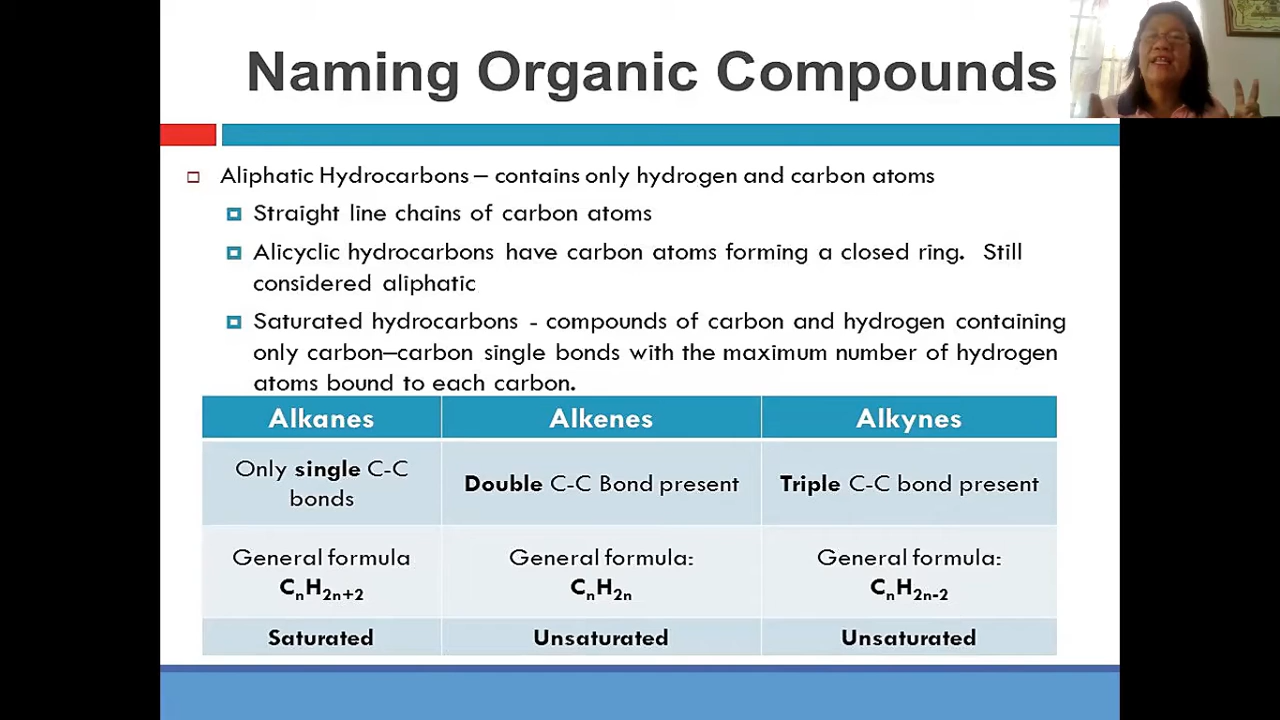 Naming Organic Compounds
Aliphatic Hydrocarbons – contains only hydrogen and carbon atoms
Straight line chains of carbon atoms
Alicyclic hydrocarbons have carbon atoms forming a closed ring. Still
considered aliphatic
Saturated hydrocarbons - compounds of carbon and hydrogen containing
only carbon–carbon single bonds with the maximum number of hydrogen
atoms bound to each carbon.
Alkanes
Alkenes
Alkynes
Only single C-C
bonds
Double C-C Bond present
Triple C-C bond present
General formula
CnH2n+2
General formula:
CnH2n
General formula:
CnH2n-2
Saturated
Unsaturated
Unsaturated